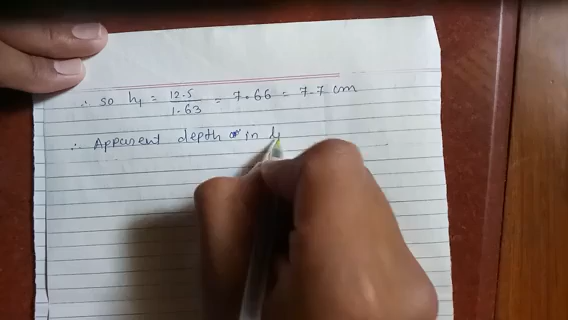 ∴ so h₁ = 12.5/1.63 = 7.66 = 7.7 cm
∴ Apparent depth in